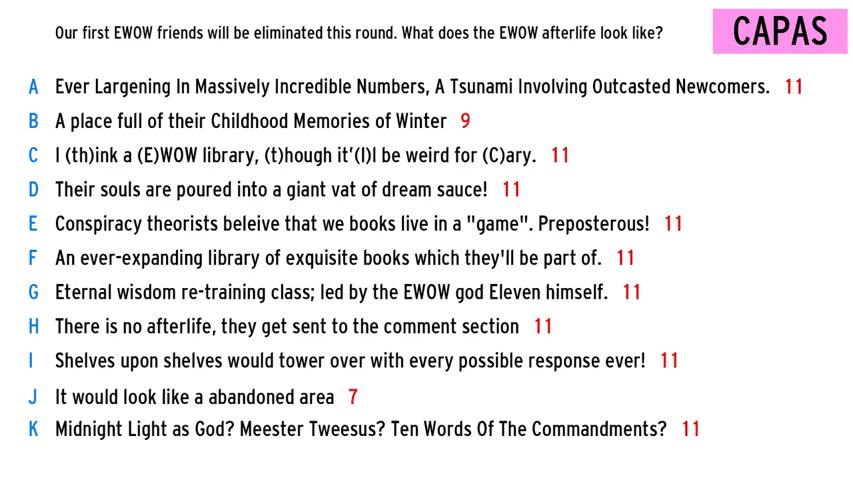 Our first EWOW friends will be eliminated this round. What does the EWOW afterlife look like?
CAPAS
A Ever Largening In Massively Incredible Numbers, A Tsunami Involving Outcasted Newcomers. 11
B A place full of their Childhood Memories of Winter 9
C I (th)ink a (E)WOW library, (t)hough it'(l)l be weird for (C)ary. 11
D Their souls are poured into a giant vat of dream sauce! 11
E Conspiracy theorists beleive that we books live in a "game". Preposterous! 11
F An ever-expanding library of exquisite books which they'll be part of. 11
G Eternal wisdom re-training class; led by the EWOW god Eleven himself. 11
H There is no afterlife, they get sent to the comment section 11
I Shelves upon shelves would tower over with every possible response ever! 11
J It would look like a abandoned area 7
K Midnight Light as God? Meester Tweesus? Ten Words Of The Commandments? 11